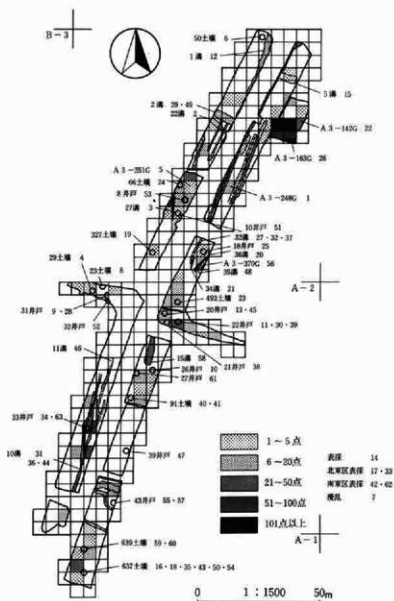 B-3
50土壙 6
1溝 12
5溝 15
2溝 29・49
22溝 2
A3-142G 22
A3-163G 26
A3-251G 5
66土壙 24
8井戸 53
27溝 3
A3-248G 1
10井戸 51
327土壙 19
32溝 27・32・37
18井戸 25
36溝 20
A3-270G 56
35溝 48
29土壙 4
23土壙 8
34溝 21
A-2
493土壙 23
31井戸 9・28
20井戸 13・45
32井戸 52
22井戸 11・30・39
21井戸 38
11溝 46
15溝 58
26井戸 10
27井戸 61
33井戸 34・63
91土壙 40・41
10溝 31
36・44
39井戸 47
43井戸 55・57
639土壙 59・60
637土壙 16・18・35・43・50・54
1〜5点
6〜20点
21〜50点
51〜100点
101点以上
表採 14
北東区表採 17・33
南東区表採 42・62
攪乱 7
A-1
0 1:1500 50m